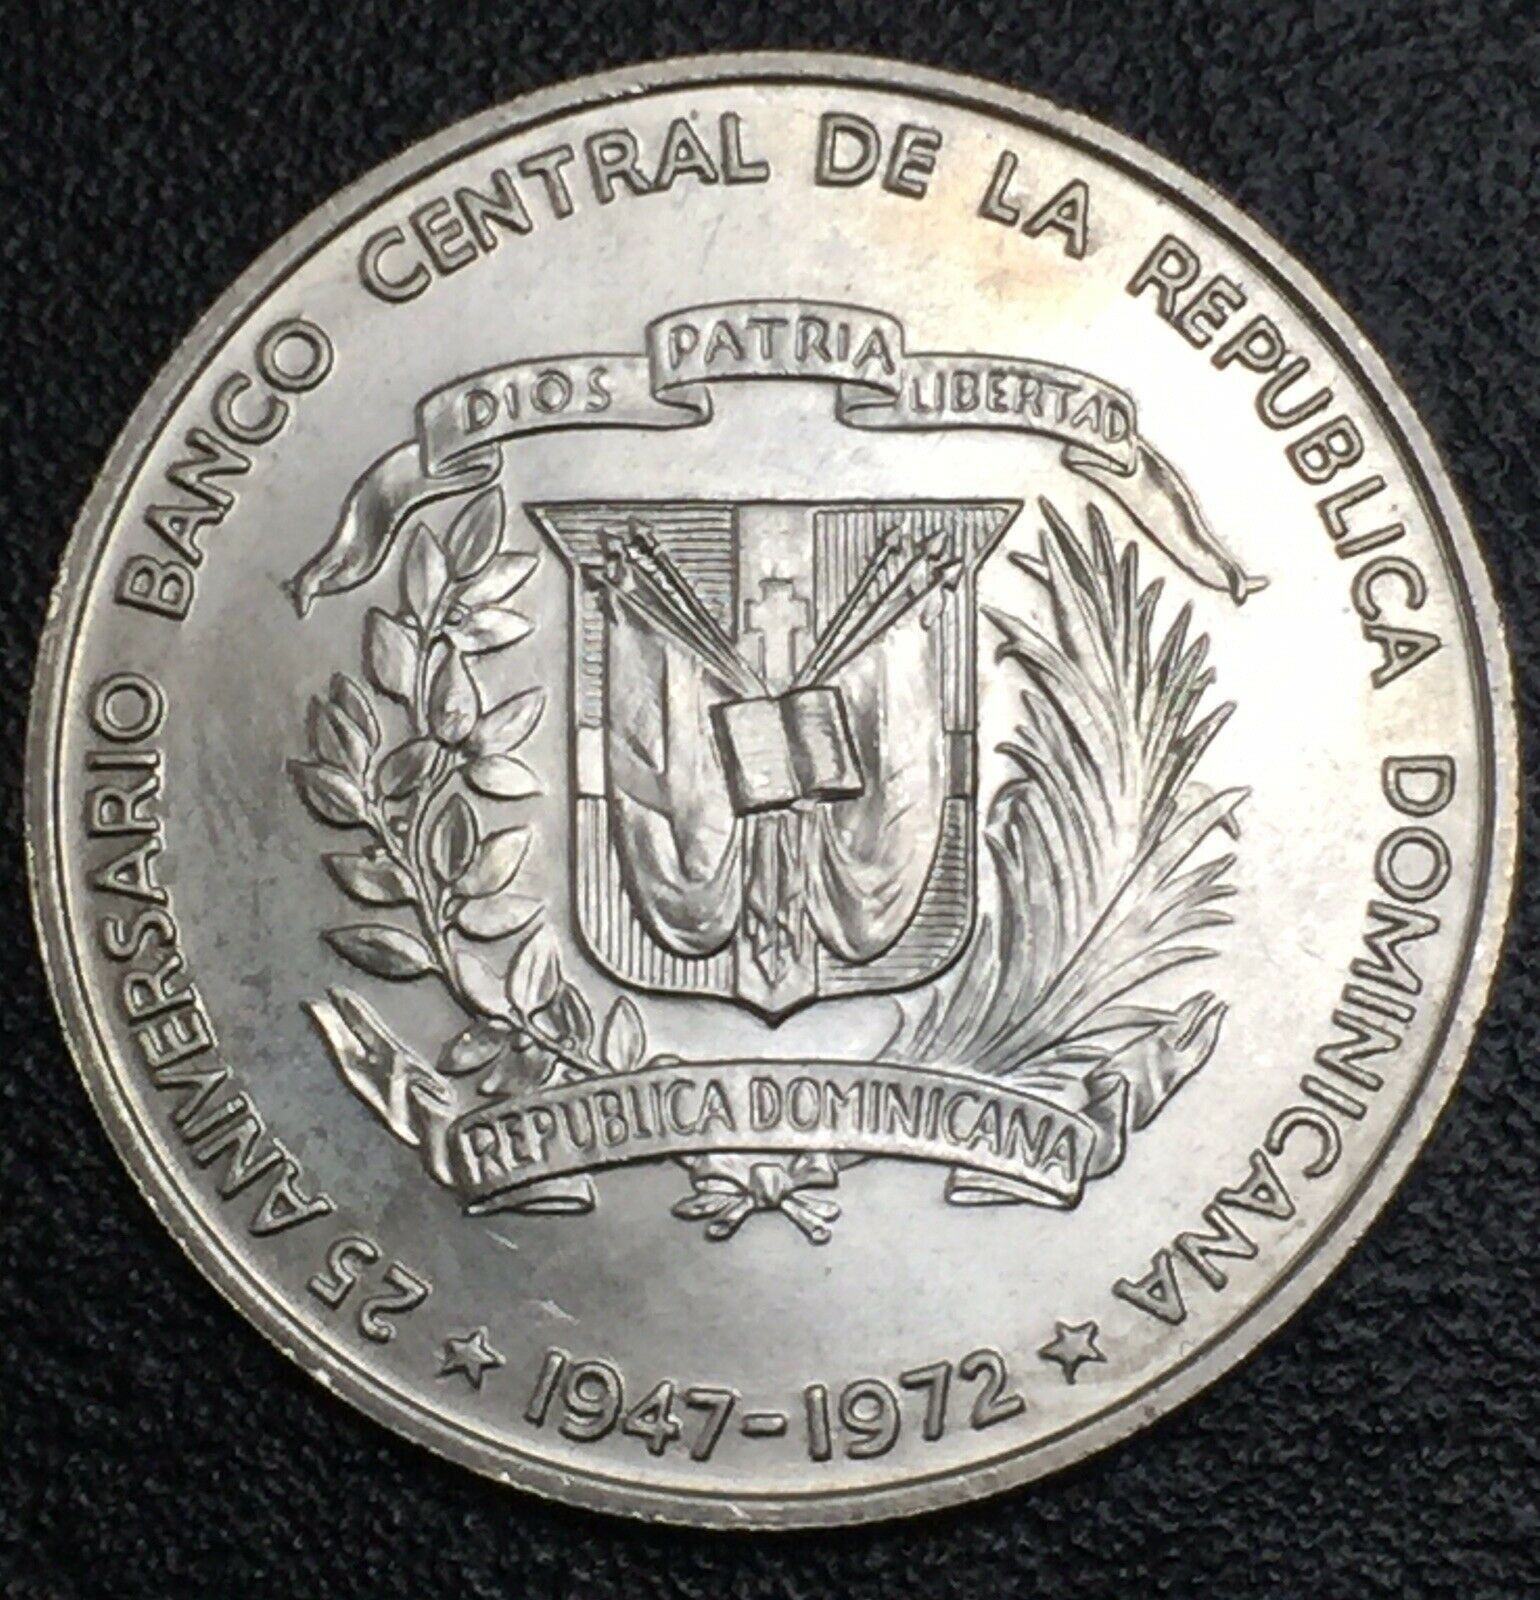 25 ANIVERSARIO BANCO CENTRAL DE LA REPUBLICA DOMINICANA
DIOS PATRIA LIBERTAD
REPUBLICA DOMINICANA
★ 1947-1972 ★